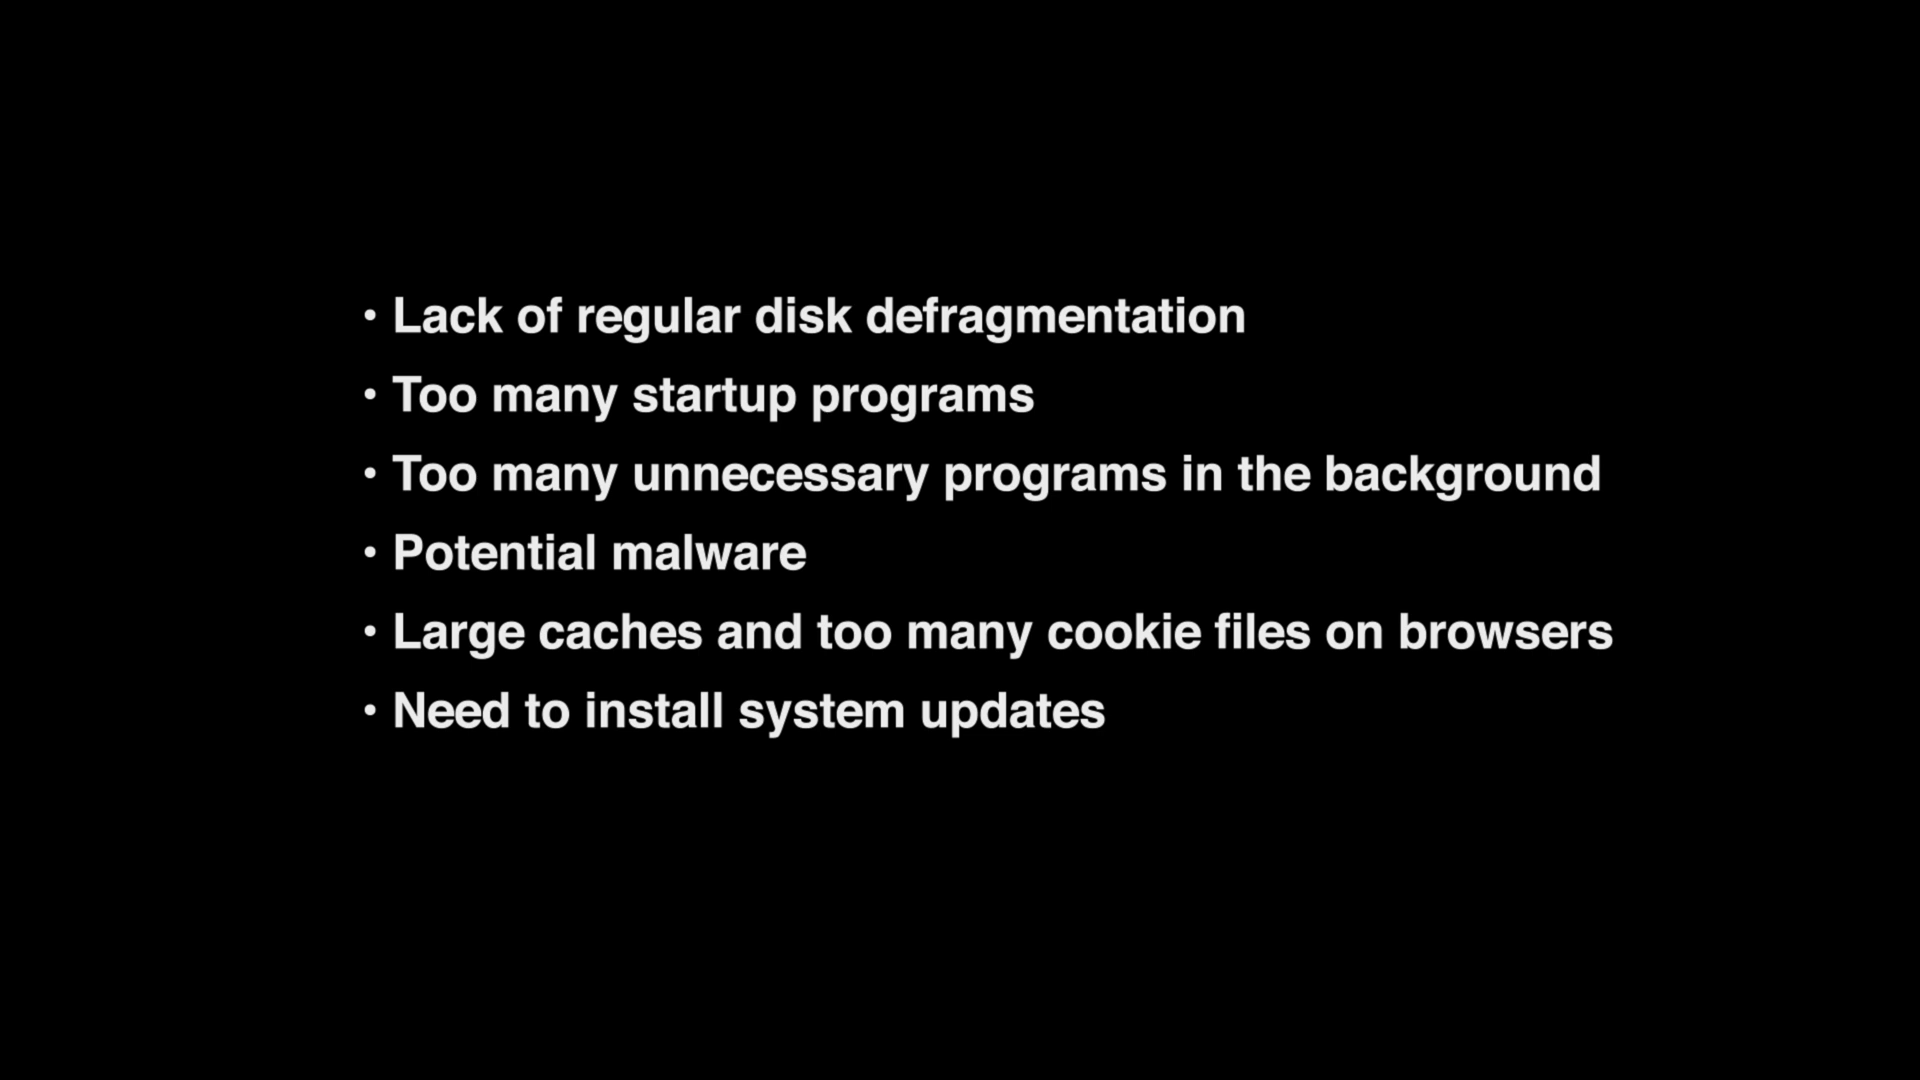 • Lack of regular disk defragmentation
• Too many startup programs
• Too many unnecessary programs in the background
• Potential malware
• Large caches and too many cookie files on browsers
• Need to install system updates